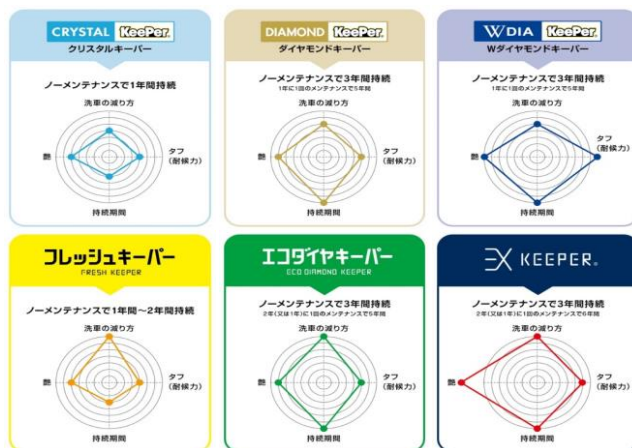 CRYSTAL KeePer
クリスタルキーパー
ノーメンテナンスで1年間持続
洗車の減り方
艶
タフ
(耐候力)
持続期間
DIAMOND KeePer
ダイヤモンドキーパー
ノーメンテナンスで3年間持続
1年に1回のメンテナンスで5年間
洗車の減り方
艶
タフ
(耐候力)
持続期間
W DIA KeePer
Wダイヤモンドキーパー
ノーメンテナンスで3年間持続
1年に1回のメンテナンスで5年間
洗車の減り方
艶
タフ
(耐候力)
持続期間
フレッシュキーパー
FRESH KEEPER
ノーメンテナンスで1年間〜2年間持続
洗車の減り方
艶
タフ
(耐候力)
持続期間
エコダイヤキーパー
ECO DIAMOND KEEPER
ノーメンテナンスで3年間持続
2年(又は1年)に1回のメンテナンスで5年間
洗車の減り方
艶
タフ
(耐候力)
持続期間
EX KEEPER®
ノーメンテナンスで3年間持続
2年(又は1年)に1回のメンテナンスで6年間
洗車の減り方
艶
タフ
(耐候力)
持続期間